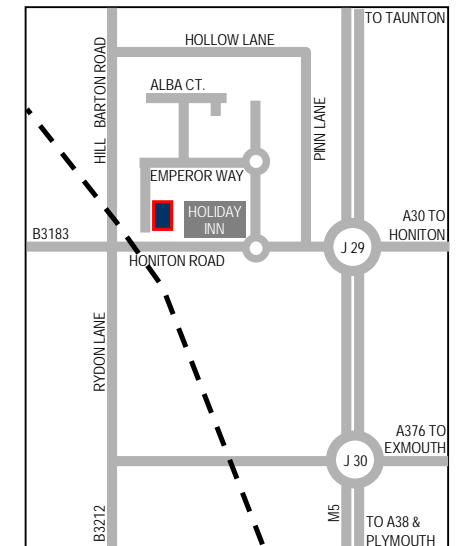 TO TAUNTON
HOLLOW LANE
HILL BARTON ROAD
ALBA CT.
PINN LANE
EMPEROR WAY
HOLIDAY
INN
B3183
A30 TO
HONITON
J 29
HONITON ROAD
RYDON LANE
A376 TO
EXMOUTH
J 30
B3212
M5
TO A38 &
PLYMOUTH